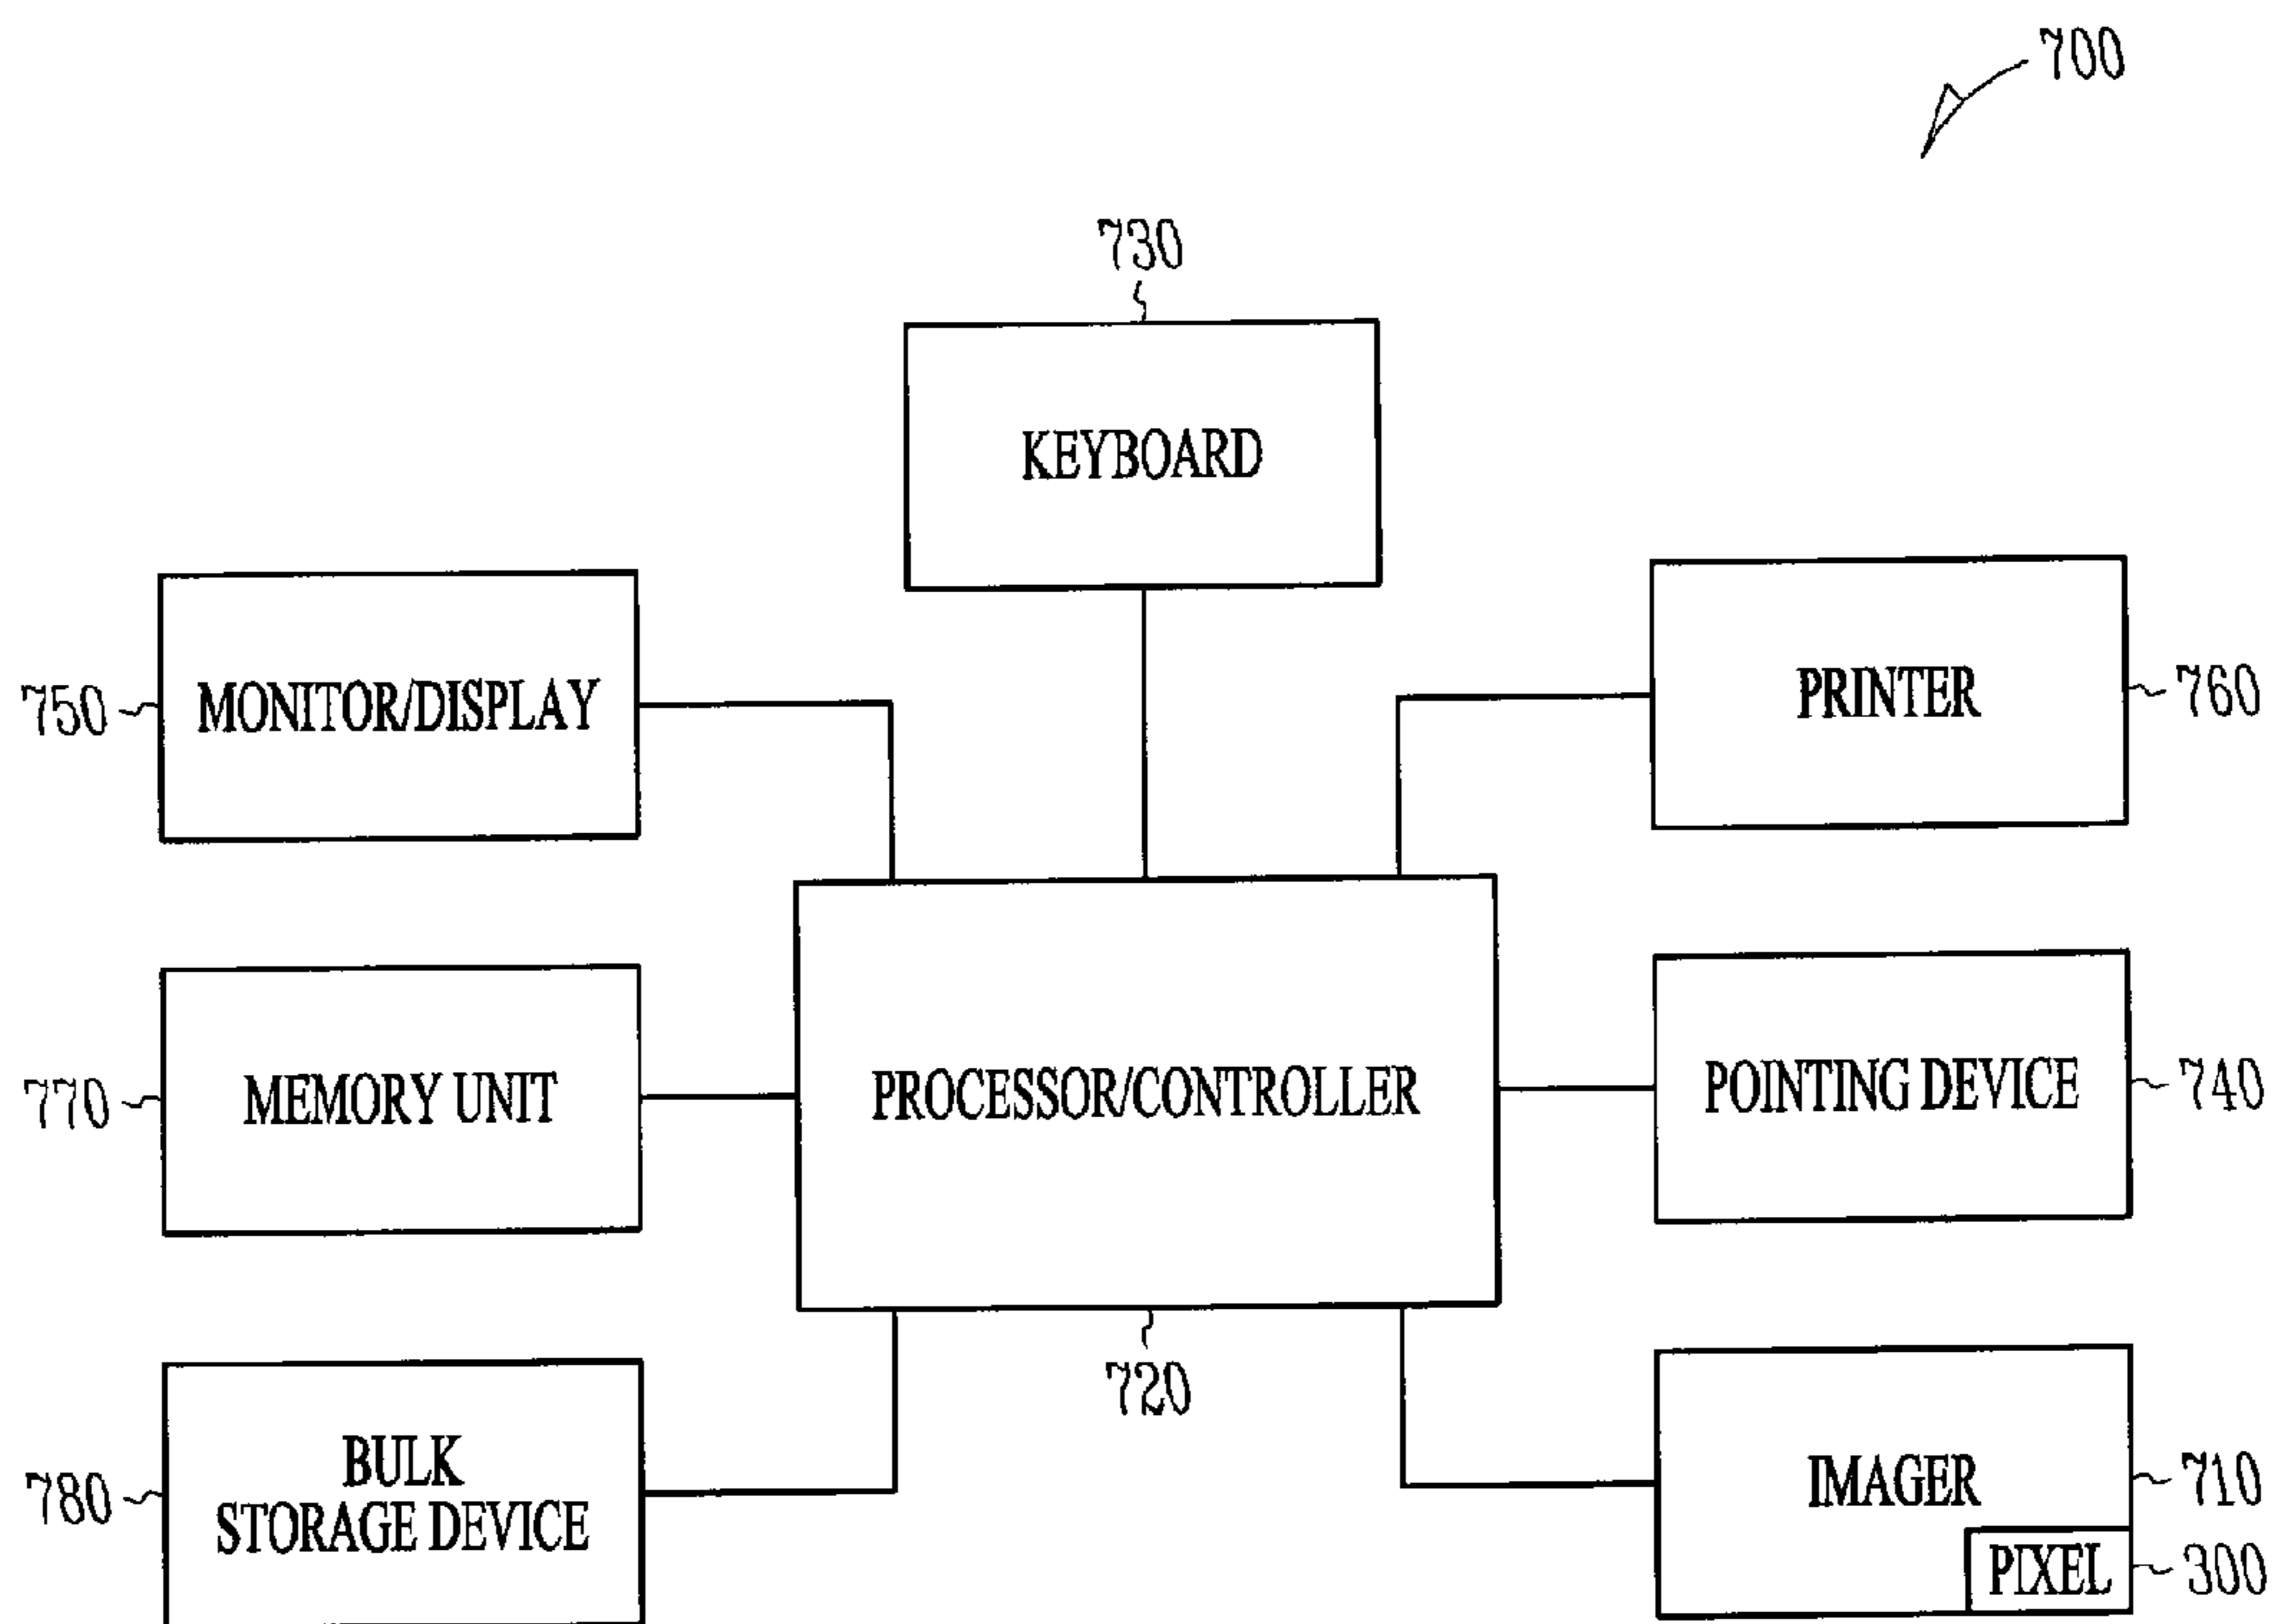 700
730
KEYBOARD
750
MONITOR/DISPLAY
PRINTER
760
770
MEMORY UNIT
PROCESSOR/CONTROLLER
POINTING DEVICE
740
720
780
BULK
STORAGE DEVICE
IMAGER
710
PIXEL
300